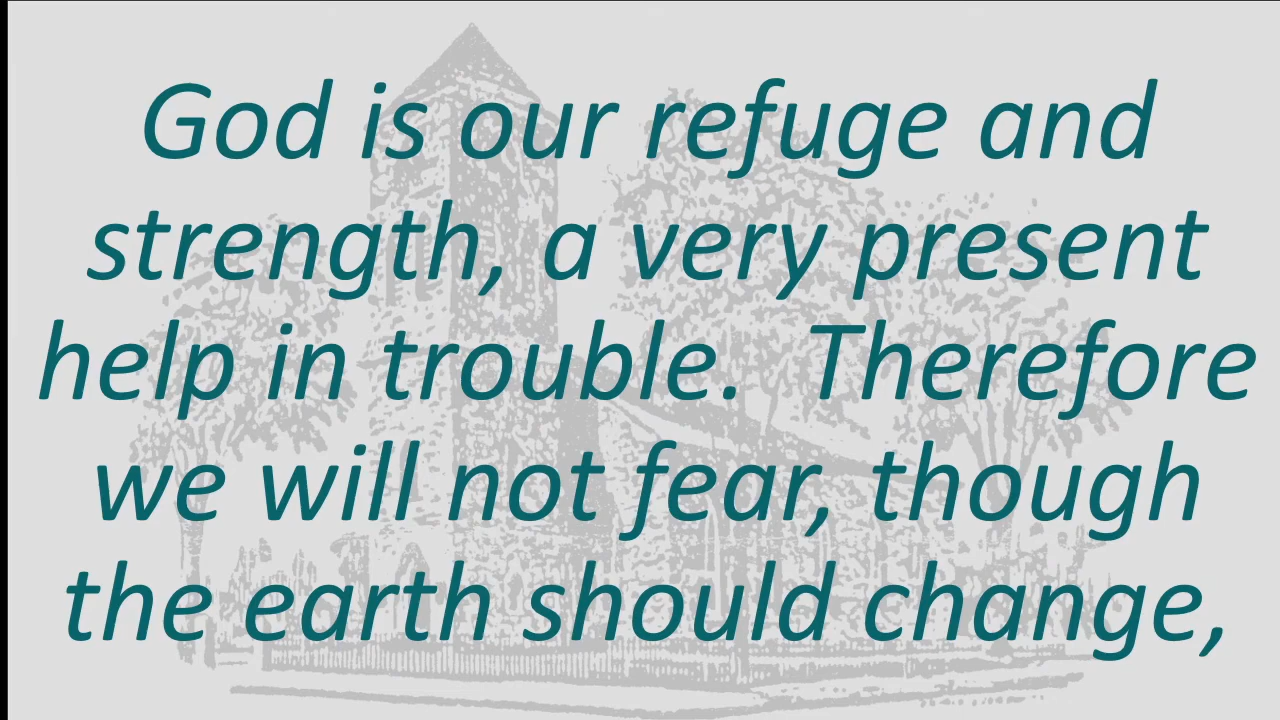 God is our refuge and
strength, a very present
help in trouble.  Therefore
we will not fear, though
the earth should change,